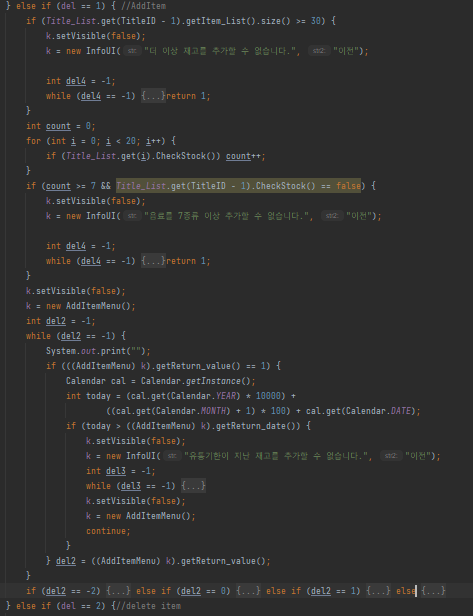 } else if (del == 1) { //AddItem
if (Title_List.get(TitleID - 1).getItem_List().size() >= 30) {
k.setVisible(false);
k = new InfoUI( str: "더 이상 재고를 추가할 수 없습니다.", str2: "이전");
int del4 = -1;
while (del4 == -1) {...}return 1;
}
int count = 0;
for (int i = 0; i < 20; i++) {
if (Title_List.get(i).CheckStock()) count++;
}
if (count >= 7 && Title_List.get(TitleID - 1).CheckStock() == false) {
k.setVisible(false);
k = new InfoUI( str: "음료를 7종류 이상 추가할 수 없습니다.", str2: "이전");
int del4 = -1;
while (del4 == -1) {...}return 1;
}
k.setVisible(false);
k = new AddItemMenu();
int del2 = -1;
while (del2 == -1) {
System.out.print("");
if (((AddItemMenu) k).getReturn_value() == 1) {
Calendar cal = Calendar.getInstance();
int today = (cal.get(Calendar.YEAR) * 10000) +
((cal.get(Calendar.MONTH) + 1) * 100) + cal.get(Calendar.DATE);
if (today > ((AddItemMenu) k).getReturn_date()) {
k.setVisible(false);
k = new InfoUI( str: "유통기한이 지난 재고를 추가할 수 없습니다.", str2: "이전");
int del3 = -1;
while (del3 == -1) {...}
k.setVisible(false);
k = new AddItemMenu();
continue;
}
} del2 = ((AddItemMenu) k).getReturn_value();
}
if (del2 == -2) {...} else if (del2 == 0) {...} else if (del2 == 1) {...} else {...}
} else if (del == 2) {//delete item